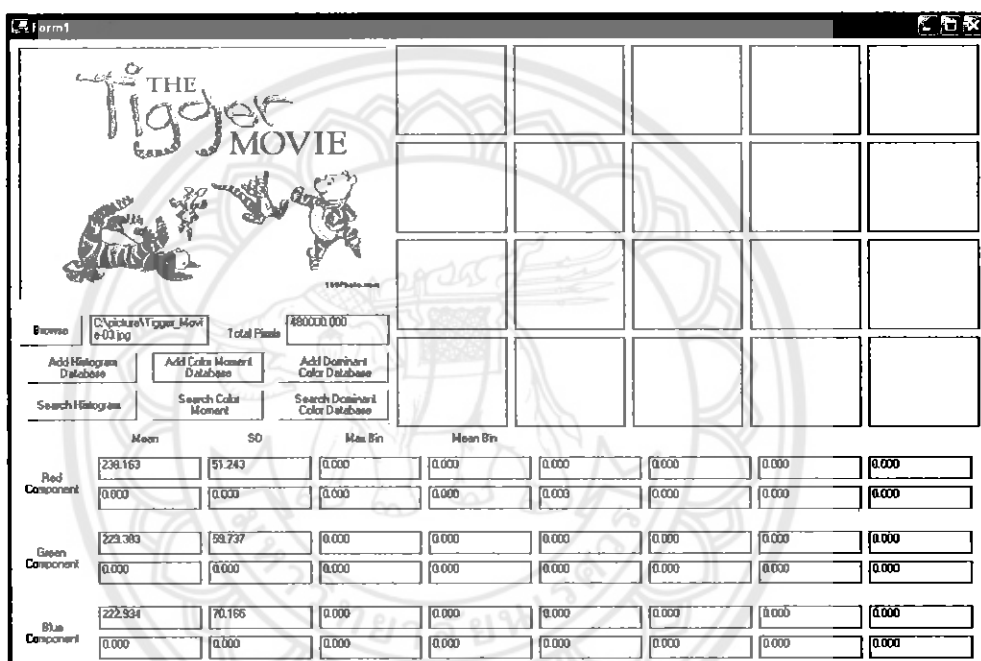 Form1
THE
Tigger
MOVIE
Browse
C:\picture\Tigger_Movi
e-03.jpg
Total Pixels
480000.000
Add Histogram
Database
Add Color Moment
Database
Add Dominant
Color Database
Search Histogram
Search Color
Moment
Search Dominant
Color Database
Mean SD Max Bin Mean Bin
Red
Component
238.163 51.243 0.000 0.000 0.000 0.000 0.000 0.000
0.000 0.000 0.000 0.000 0.000 0.000 0.000 0.000
Green
Component
229.383 59.737 0.000 0.000 0.000 0.000 0.000 0.000
0.000 0.000 0.000 0.000 0.000 0.000 0.000 0.000
Blue
Component
222.934 70.166 0.000 0.000 0.000 0.000 0.000 0.000
0.000 0.000 0.000 0.000 0.000 0.000 0.000 0.000